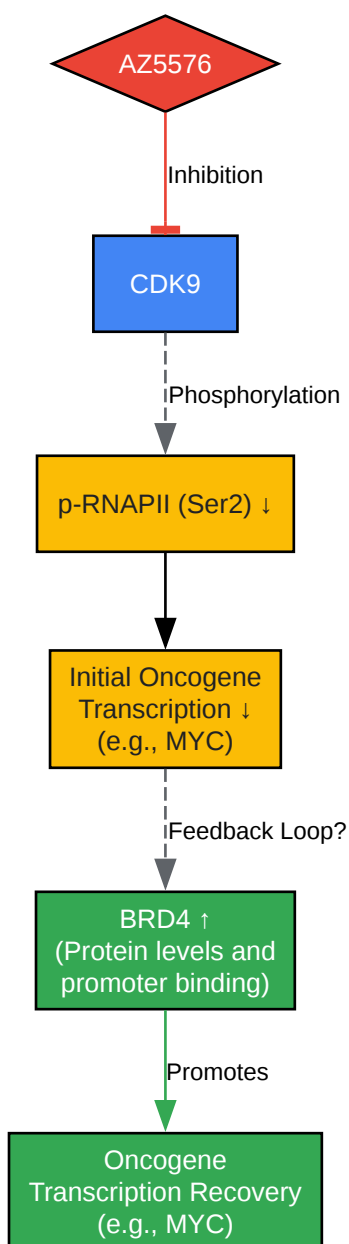 AZ5576
Inhibition
CDK9
Phosphorylation
p-RNAPII (Ser2) ↓
Initial Oncogene
Transcription ↓
(e.g., MYC)
Feedback Loop?
BRD4 ↑
(Protein levels and
promoter binding)
Promotes
Oncogene
Transcription Recovery
(e.g., MYC)